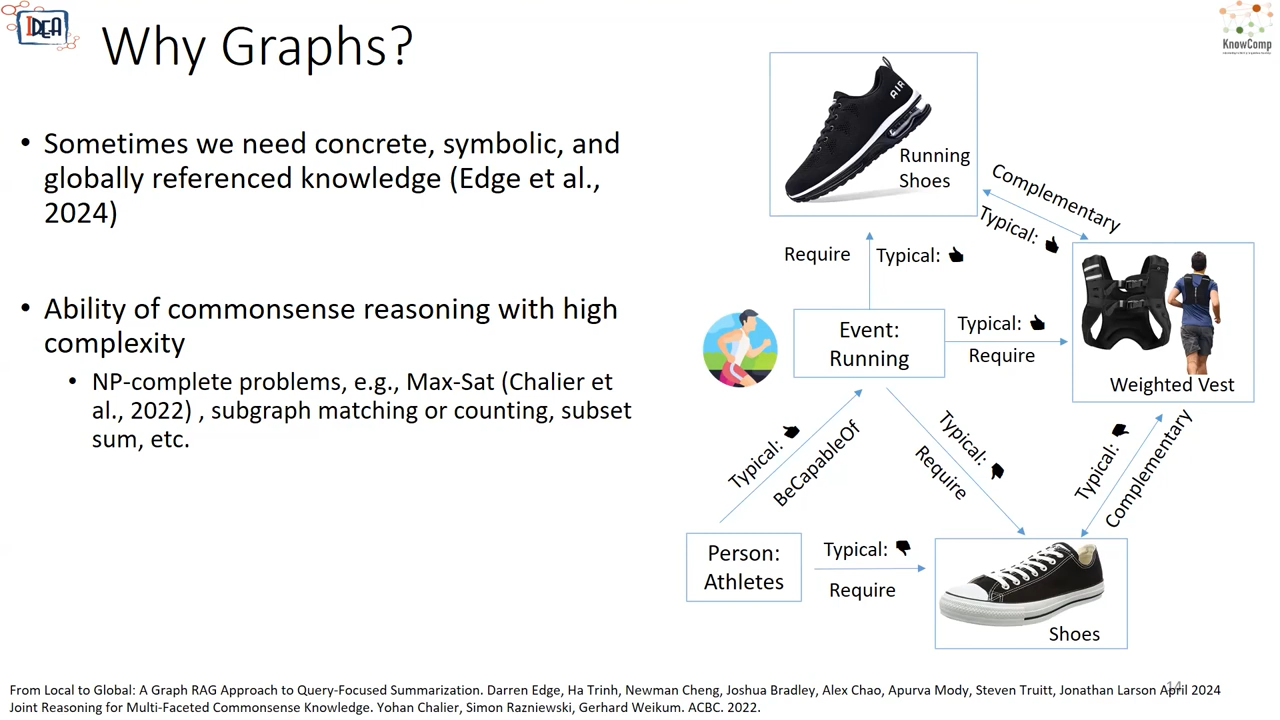 IDEA
Why Graphs?
KnowComp
• Sometimes we need concrete, symbolic, and
globally referenced knowledge (Edge et al.,
2024)
• Ability of commonsense reasoning with high
complexity
• NP-complete problems, e.g., Max-Sat (Chalier et
al., 2022) , subgraph matching or counting, subset
sum, etc.
AIR
Running
Shoes
Complementary
Typical:
Require
Typical:
Event:
Running
Typical:
Require
Weighted Vest
Typical:
BeCapableOf
Typical:
Require
Typical:
Complementary
Person:
Athletes
Typical:
Require
Shoes
14
From Local to Global: A Graph RAG Approach to Query-Focused Summarization. Darren Edge, Ha Trinh, Newman Cheng, Joshua Bradley, Alex Chao, Apurva Mody, Steven Truitt, Jonathan Larson April 2024
Joint Reasoning for Multi-Faceted Commonsense Knowledge. Yohan Chalier, Simon Razniewski, Gerhard Weikum. ACBC. 2022.